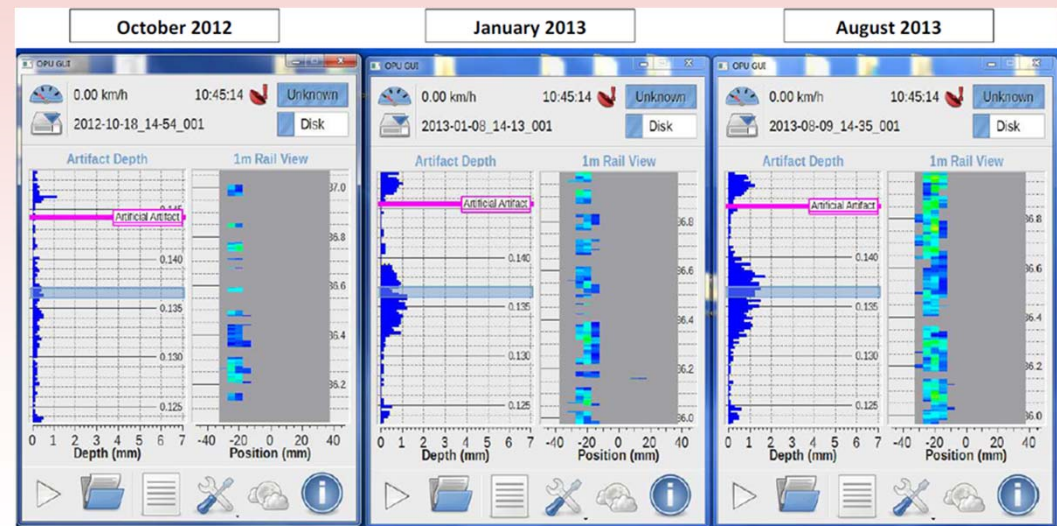 October 2012
January 2013
August 2013
OPU GUI
0.00 km/h 10:45:14 Unknown
2012-10-18_14-54_001 Disk
Artifact Depth 1m Rail View
Artificial Artifact
0.145
0.140
0.135
0.130
0.125
37.0
36.8
36.6
36.4
36.2
0 1 2 3 4 5 6 7
-40 -20 0 20 40
Depth (mm) Position (mm)
OPU GUI
0.00 km/h 10:45:14 Unknown
2013-01-08_14-13_001 Disk
Artifact Depth 1m Rail View
Artificial Artifact
0.140
0.135
0.130
0.125
36.8
36.6
36.4
36.2
36.0
0 1 2 3 4 5 6 7
-40 -20 0 20 40
Depth (mm) Position (mm)
OPU GUI
0.00 km/h 10:45:14 Unknown
2013-08-09_14-35_001 Disk
Artifact Depth 1m Rail View
Artificial Artifact
0.140
0.135
0.130
0.125
36.8
36.6
36.4
36.2
36.0
0 1 2 3 4 5 6 7
-40 -20 0 20 40
Depth (mm) Position (mm)